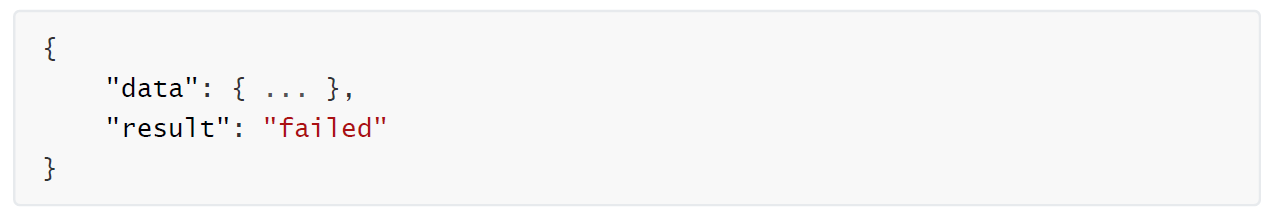 {
    "data": { ... },
    "result": "failed"
}